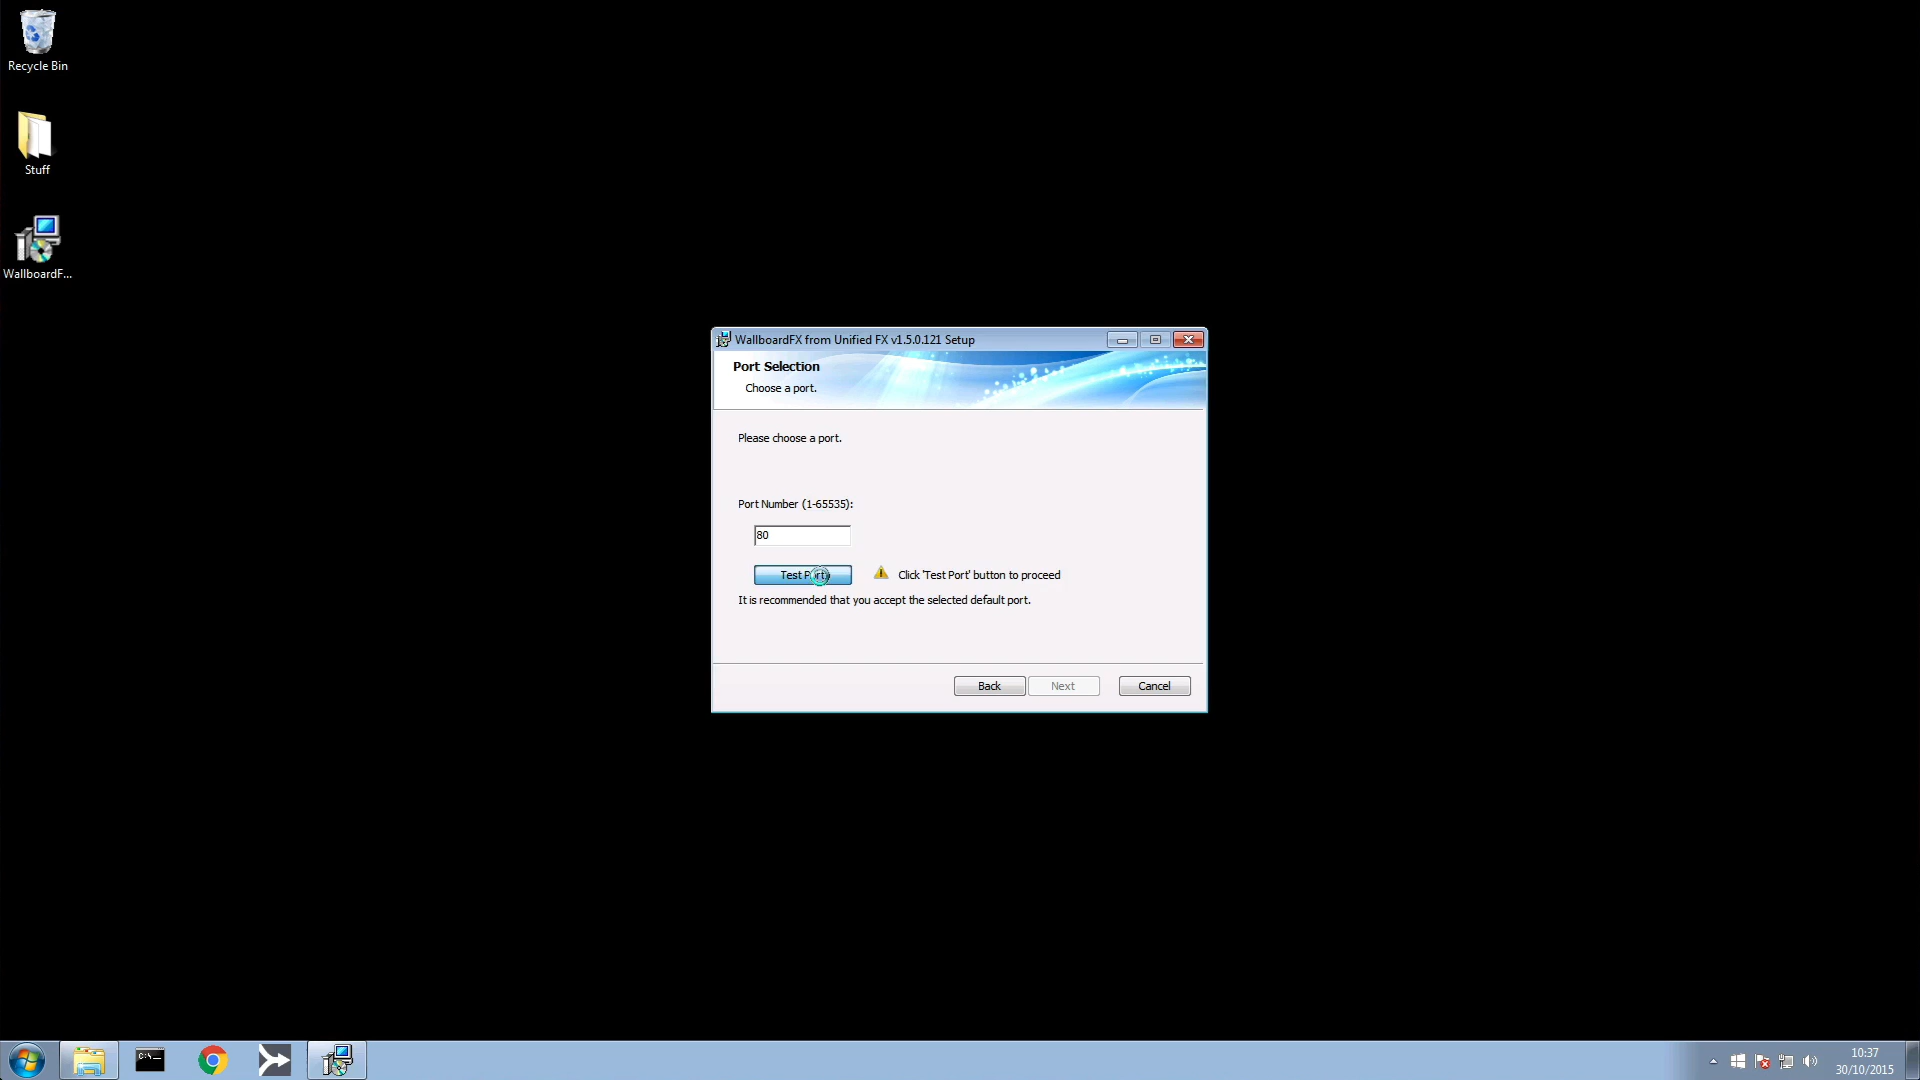 Recycle Bin
Stuff
WallboardF...
WallboardFX from Unified FX v1.5.0.121 Setup
Port Selection
Choose a port.
Please choose a port.
Port Number (1-65535):
80
Test Port
Click 'Test Port' button to proceed
It is recommended that you accept the selected default port.
Back
Next
Cancel
C:\_
10:37
30/10/2015